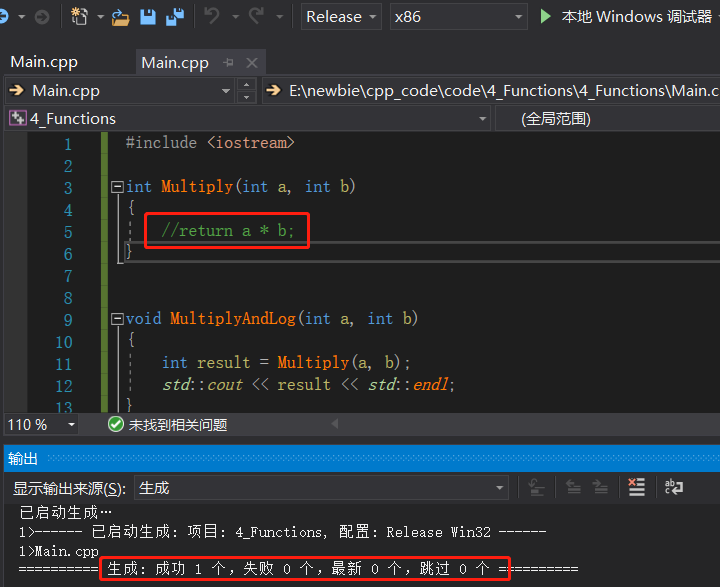 Release x86 本地 Windows 调试器
Main.cpp Main.cpp
Main.cpp E:\newbie\cpp_code\code\4_Functions\4_Functions\Main.c
4_Functions (全局范围)
1 #include <iostream>
2
3 int Multiply(int a, int b)
4 {
5 //return a * b;
6 }
7
8
9 void MultiplyAndLog(int a, int b)
10 {
11 int result = Multiply(a, b);
12 std::cout << result << std::endl;
13 }
110 % 未找到相关问题
输出
显示输出来源(S): 生成
已启动生成…
1>------ 已启动生成: 项目: 4_Functions, 配置: Release Win32 ------
1>Main.cpp
========== 生成: 成功 1 个，失败 0 个，最新 0 个，跳过 0 个 ==========